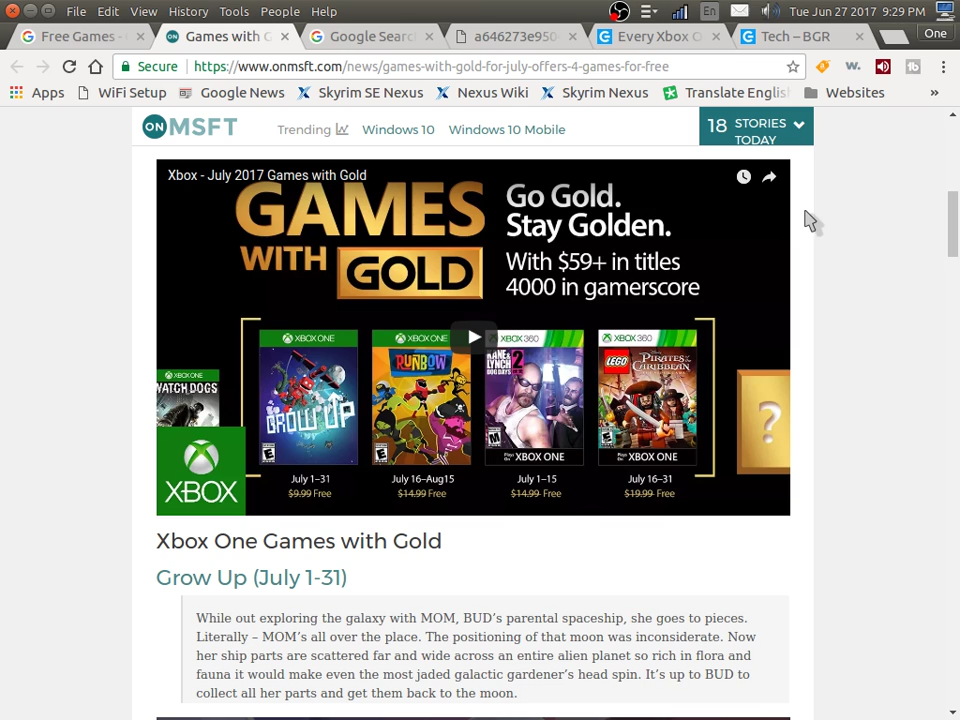 File Edit View History Tools People Help
En
Tue Jun 27 2017 9:29 PM
Free Games -
Games with G
Google Searc
a646273e950
Every Xbox O
Tech – BGR
One
Secure
https://www.onmsft.com/news/games-with-gold-for-july-offers-4-games-for-free
Apps
WiFi Setup
Google News
Skyrim SE Nexus
Nexus Wiki
Skyrim Nexus
Translate Englis
Websites
»
ON MSFT
Trending
Windows 10
Windows 10 Mobile
18 STORIES
TODAY
Xbox - July 2017 Games with Gold
GAMES
WITH GOLD
Go Gold.
Stay Golden.
With $59+ in titles
4000 in gamerscore
XBOX ONE
WATCH DOGS
XBOX ONE
GROW UP
July 1–31
$9.99 Free
XBOX ONE
RUNBOW
July 16–Aug15
$14.99 Free
XBOX 360
KANE &
LYNCH 2
DOG DAYS
Plays On XBOX ONE
July 1–15
$14.99 Free
XBOX 360
LEGO
PIRATES of the
CARIBBEAN
Plays On XBOX ONE
July 16–31
$19.99 Free
?
XBOX
Xbox One Games with Gold
Grow Up (July 1-31)
While out exploring the galaxy with MOM, BUD’s parental spaceship, she goes to pieces.
Literally – MOM’s all over the place. The positioning of that moon was inconsiderate. Now
her ship parts are scattered far and wide across an entire alien planet so rich in flora and
fauna it would make even the most jaded galactic gardener’s head spin. It’s up to BUD to
collect all her parts and get them back to the moon.